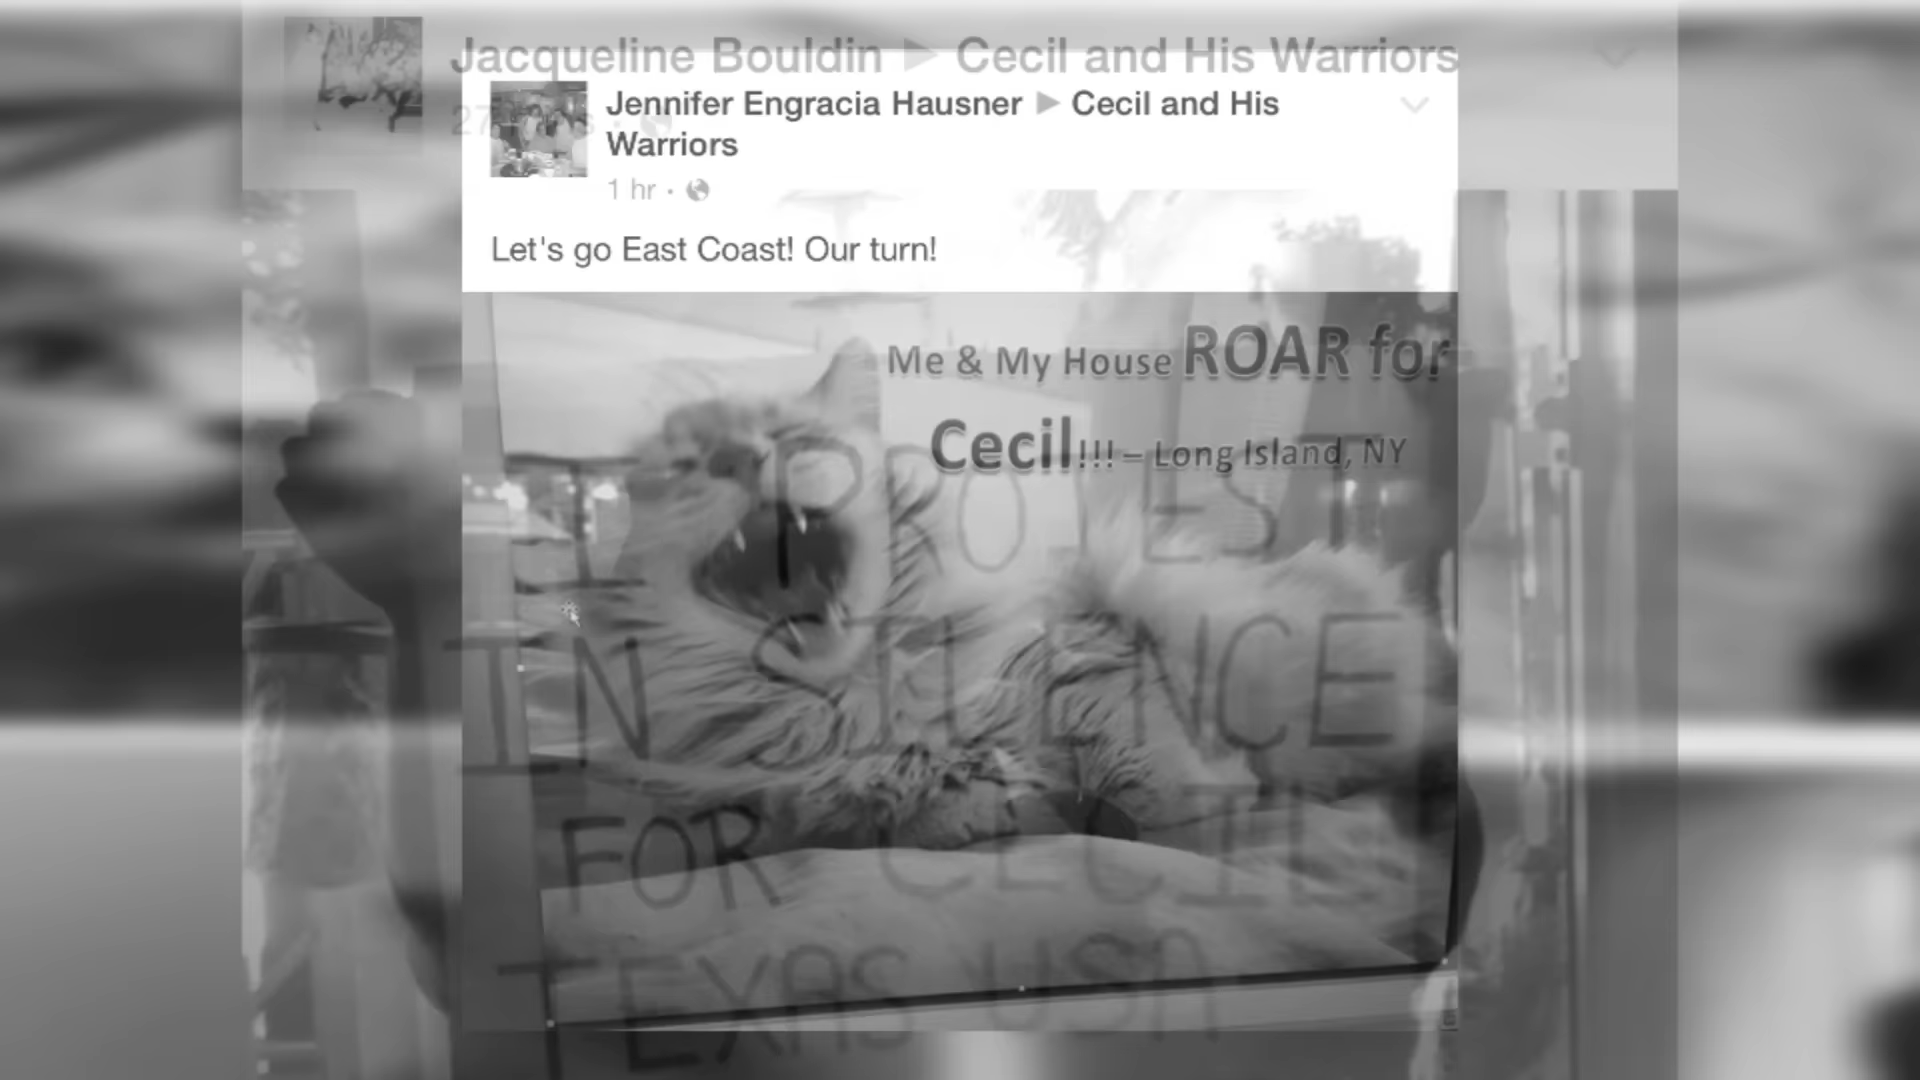 Jacqueline Bouldin ▶ Cecil and His Warriors
Jennifer Engracia Hausner ▶ Cecil and His
Warriors
1 hr ·
Let's go East Coast! Our turn!
Me & My House ROAR for
Cecil!!! – Long Island, NY
I PROTEST
IN SILENCE
FOR CECIL
TEXAS USA